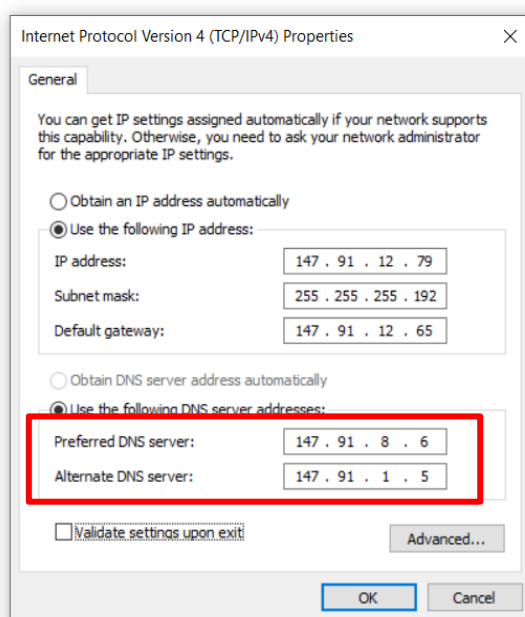 Internet Protocol Version 4 (TCP/IPv4) Properties
General
You can get IP settings assigned automatically if your network supports
this capability. Otherwise, you need to ask your network administrator
for the appropriate IP settings.
Obtain an IP address automatically
Use the following IP address:
IP address: 147 . 91 . 12 . 79
Subnet mask: 255 . 255 . 255 . 192
Default gateway: 147 . 91 . 12 . 65
Obtain DNS server address automatically
Use the following DNS server addresses:
Preferred DNS server: 147 . 91 . 8 . 6
Alternate DNS server: 147 . 91 . 1 . 5
Validate settings upon exit
Advanced...
OK Cancel